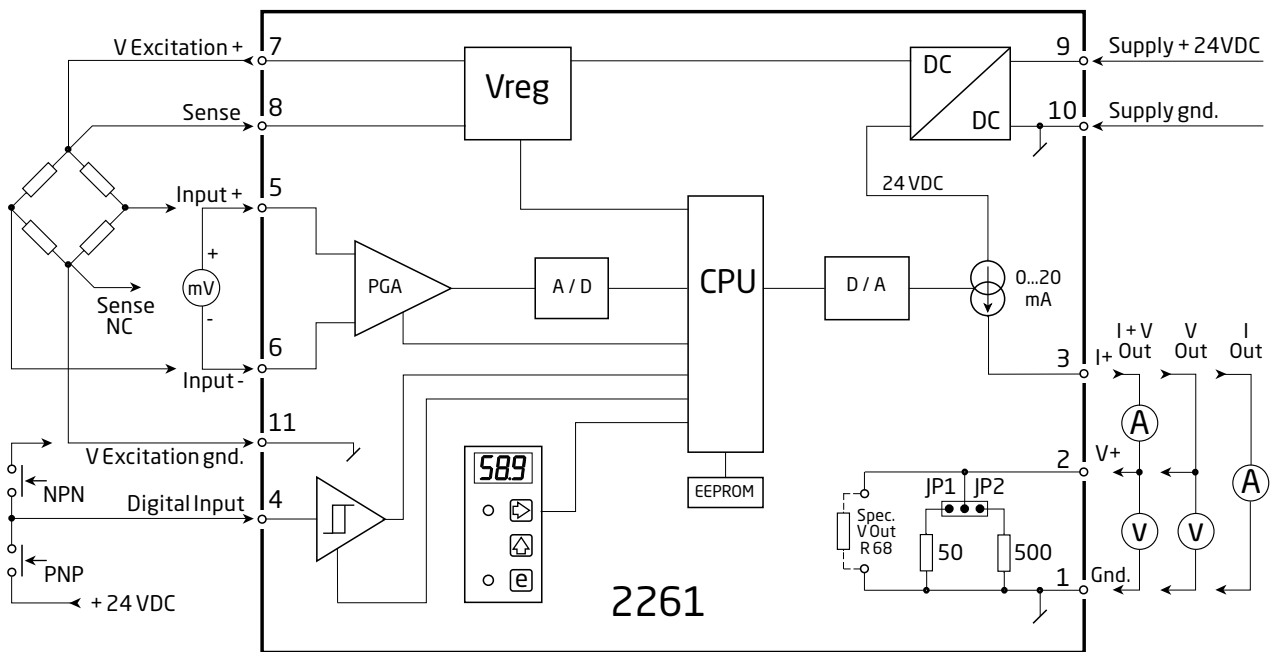 V Excitation +
7
9
Supply + 24VDC
Vreg
DC
DC
Sense
8
10
Supply gnd.
24 VDC
Input +
5
+
mV
-
Sense
NC
PGA
A / D
CPU
D / A
0...20
mA
6
Input -
3
I+
I + V
Out
V
Out
I
Out
A
A
11
V Excitation gnd.
NPN
Digital Input
4
PNP
+ 24 VDC
58.9
e
EEPROM
2
V+
JP1
JP2
Spec.
V Out
R 68
50
500
V
V
1
Gnd.
2261